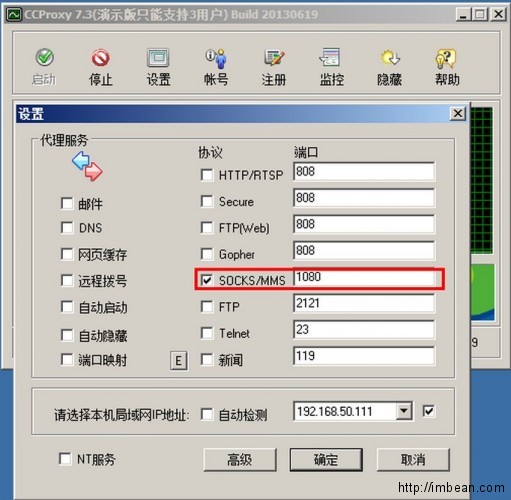 CCProxy 7.3(演示版只能支持3用户) Build 20130619
启动 停止 设置 帐号 注册 监控 隐藏 帮助
设置
代理服务 协议 端口
HTTP/RTSP 808
邮件 Secure 808
DNS FTP(Web) 808
网页缓存 Gopher 808
远程拨号 SOCKS/MMS 1080
自动启动 FTP 2121
自动隐藏 Telnet 23
端口映射 E 新闻 119
9
请选择本机局域网IP地址: 自动检测 192.168.50.111
NT服务 高级 确定 取消
http://imbean.com